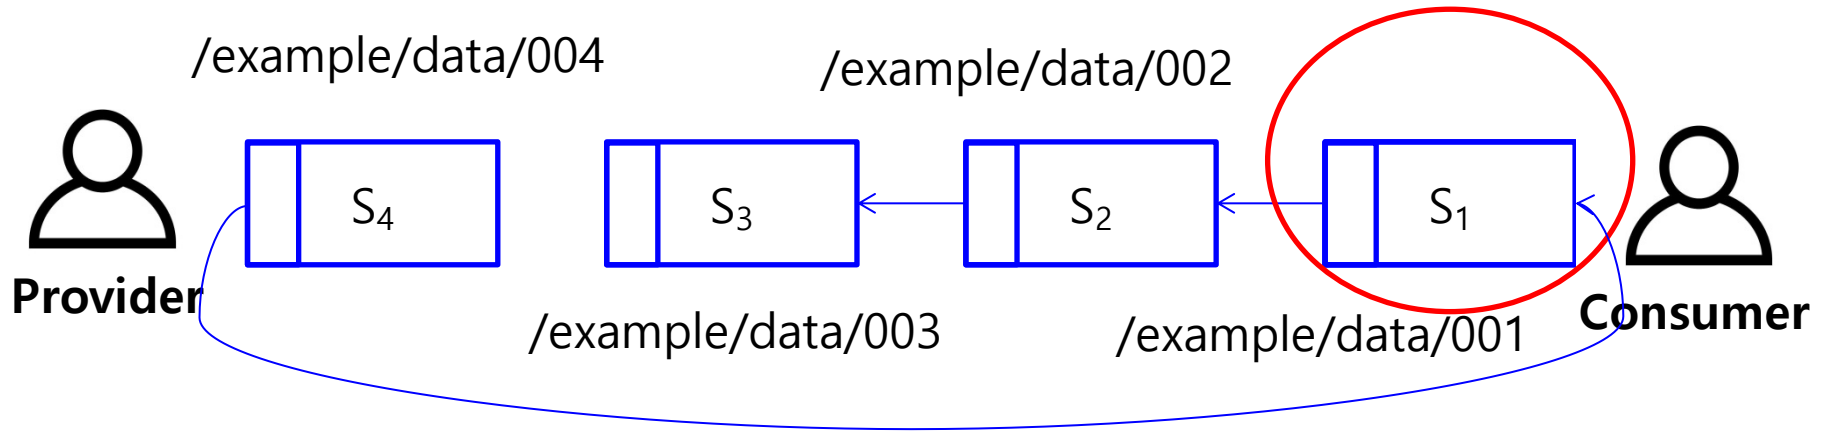 /example/data/004
/example/data/002
S₄
S₃
S₂
S₁
Provider
Consumer
/example/data/003
/example/data/001